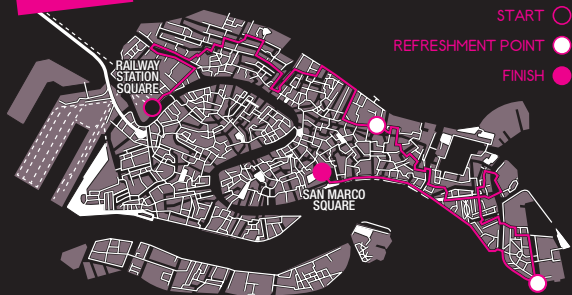 START
REFRESHMENT POINT
FINISH
RAILWAY
STATION
SQUARE
SAN MARCO
SQUARE